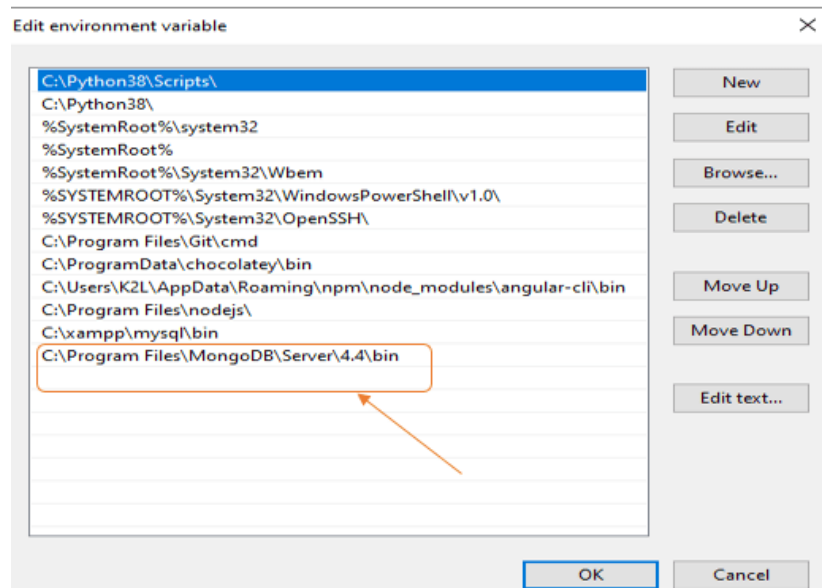 Edit environment variable
C:\Python38\Scripts\
C:\Python38\
%SystemRoot%\system32
%SystemRoot%
%SystemRoot%\System32\Wbem
%SYSTEMROOT%\System32\WindowsPowerShell\v1.0\
%SYSTEMROOT%\System32\OpenSSH\
C:\Program Files\Git\cmd
C:\ProgramData\chocolatey\bin
C:\Users\K2L\AppData\Roaming\npm\node_modules\angular-cli\bin
C:\Program Files\nodejs\
C:\xampp\mysql\bin
C:\Program Files\MongoDB\Server\4.4\bin
New
Edit
Browse...
Delete
Move Up
Move Down
Edit text...
OK
Cancel